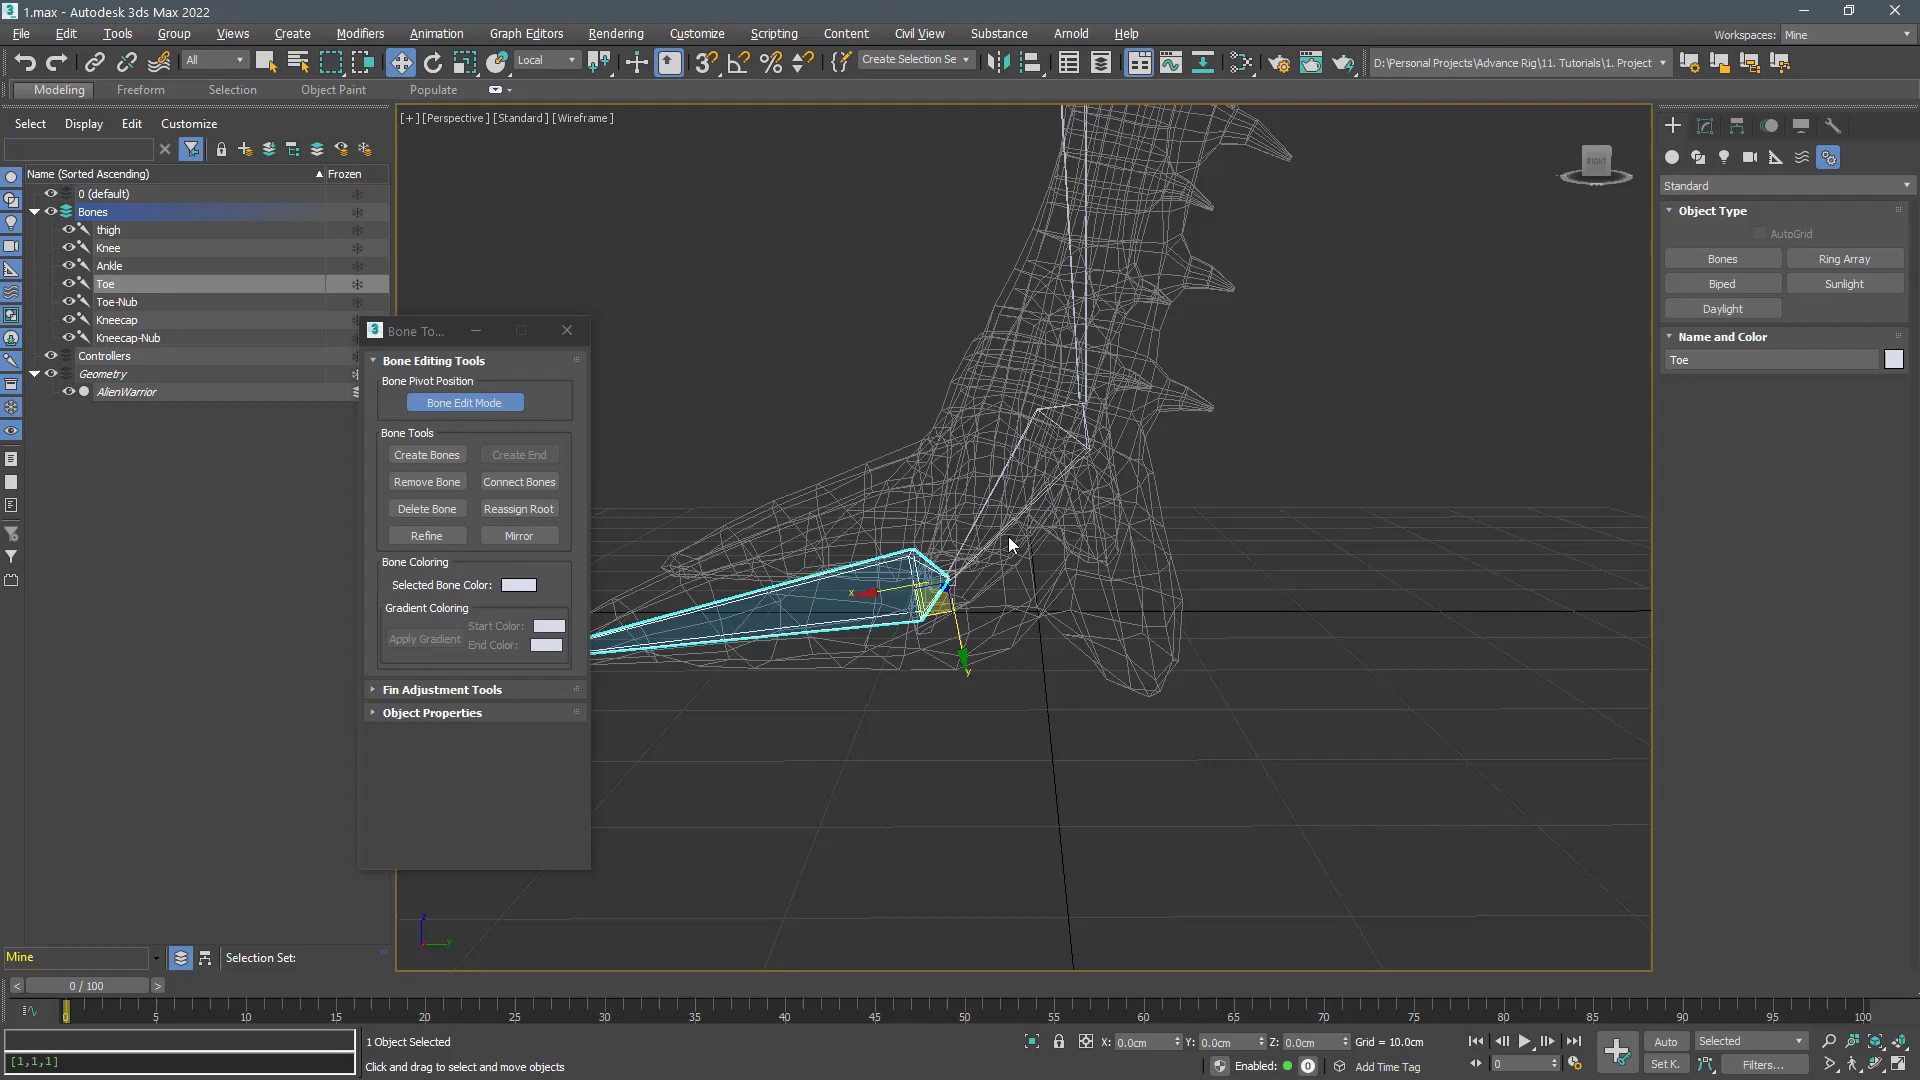 1.max - Autodesk 3ds Max 2022
File Edit Tools Group Views Create Modifiers Animation Graph Editors Rendering Customize Scripting Content Civil View Substance Arnold Help
Workspaces: Mine
All
Local
Create Selection Se
D:\Personal Projects\Advance Rig\11. Tutorials\1. Project
Modeling Freeform Selection Object Paint Populate
Select Display Edit Customize
[+] [Perspective] [Standard] [Wireframe]
RIGHT
Name (Sorted Ascending) Frozen
0 (default)
Bones
thigh
Knee
Ankle
Toe
Toe-Nub
Kneecap
Kneecap-Nub
Controllers
Geometry
AlienWarrior
Bone To...
Bone Editing Tools
Bone Pivot Position
Bone Edit Mode
Bone Tools
Create Bones Create End
Remove Bone Connect Bones
Delete Bone Reassign Root
Refine Mirror
Bone Coloring
Selected Bone Color:
Gradient Coloring
Apply Gradient
Start Color:
End Color:
Fin Adjustment Tools
Object Properties
x
y
z
y
Standard
Object Type
AutoGrid
Bones Ring Array
Biped Sunlight
Daylight
Name and Color
Toe
Mine
Selection Set:
< 0 / 100 >
0 5 10 15 20 25 30 35 40 45 50 55 60 65 70 75 80 85 90 95 100
[1,1,1]
1 Object Selected
Click and drag to select and move objects
X: 0.0cm Y: 0.0cm Z: 0.0cm Grid = 10.0cm
Enabled: 0 Add Time Tag
0
Auto Selected
Set K. Filters...